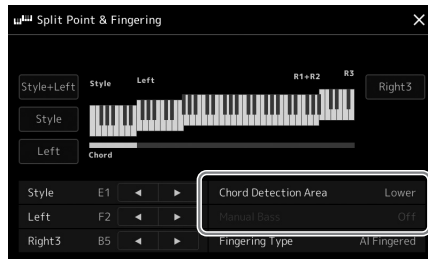 Split Point & Fingering
Style+Left
Style
Left
R1+R2
R3
Right3
Style
Left
Chord
Style E1
Chord Detection Area Lower
Left F2
Manual Bass Off
Right3 B5
Fingering Type AI Fingered